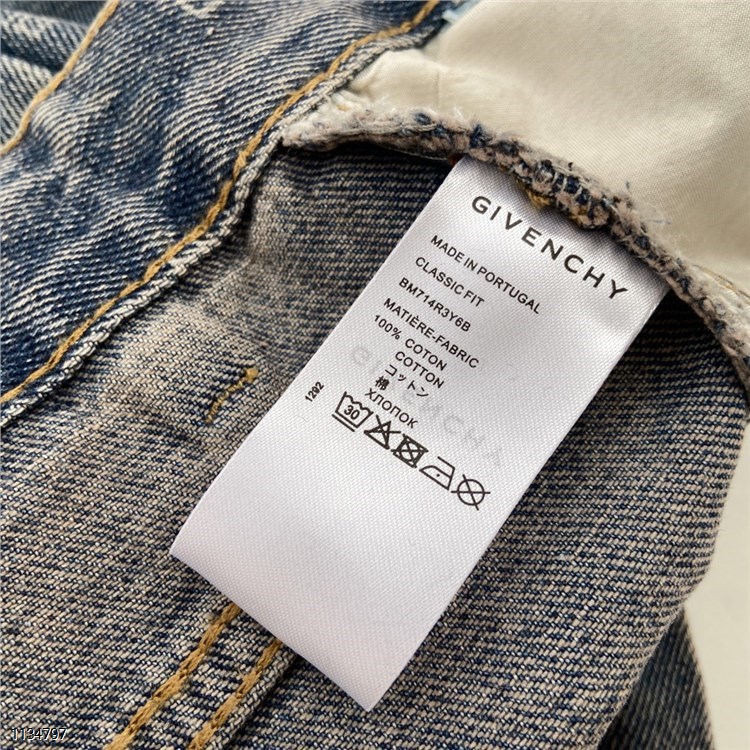 GIVENCHY
MADE IN PORTUGAL
CLASSIC FIT
BM714R3Y6B
MATIÈRE-FABRIC
100% COTON
COTTON
コットン
棉
ХЛОПОК
1292
30
GIVENCHY
1134797